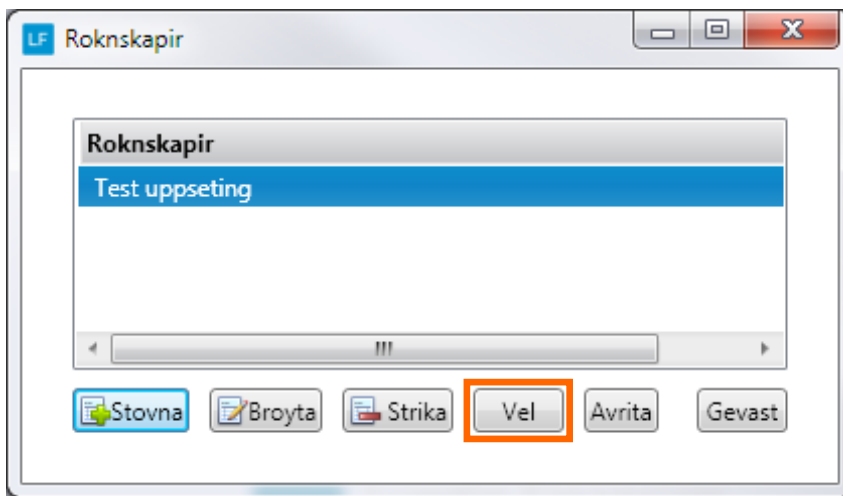 LF Roknskapir
Roknskapir
Test uppseting
Stovna Broyta Strika Vel Avrita Gevast